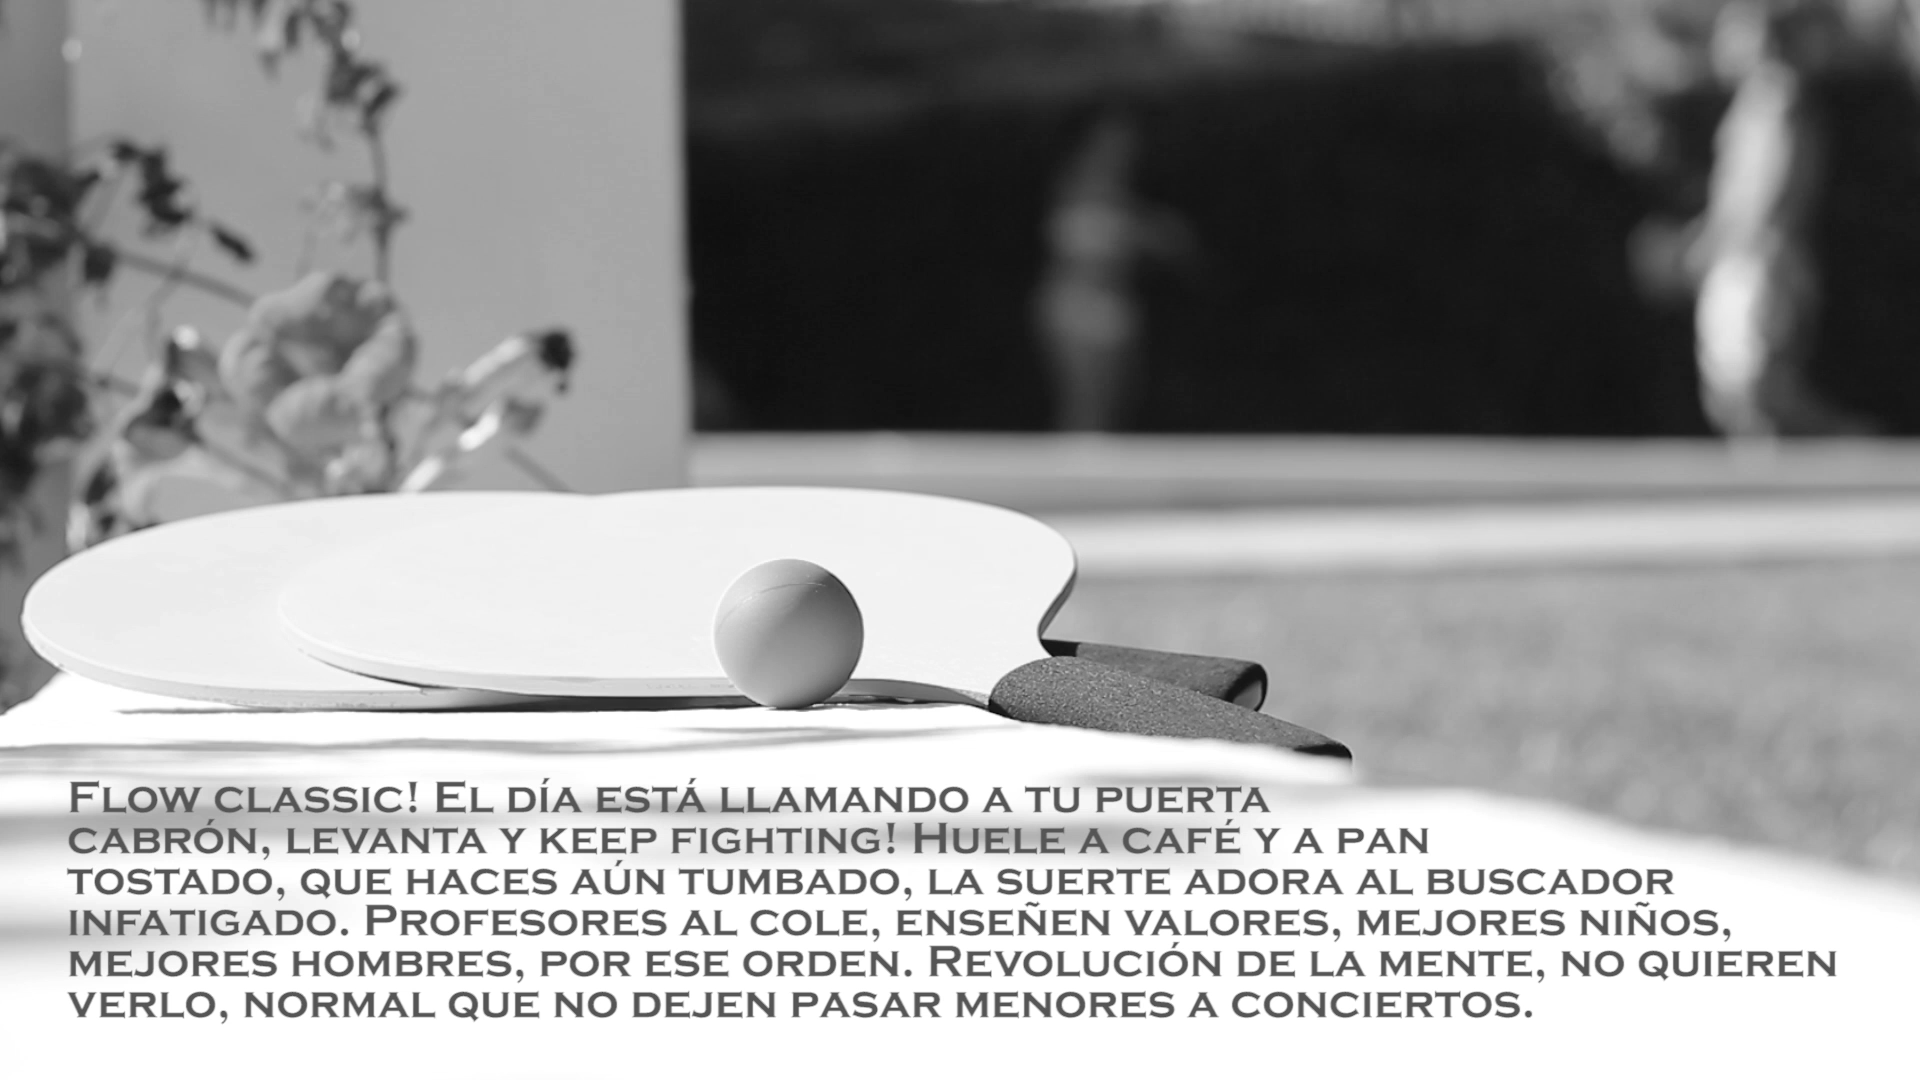 Flow classic! El día está llamando a tu puerta
cabrón, levanta y keep fighting! Huele a café y a pan
tostado, que haces aún tumbado, la suerte adora al buscador
infatigado. Profesores al cole, enseñen valores, mejores niños,
mejores hombres, por ese orden. Revolución de la mente, no quieren
verlo, normal que no dejen pasar menores a conciertos.